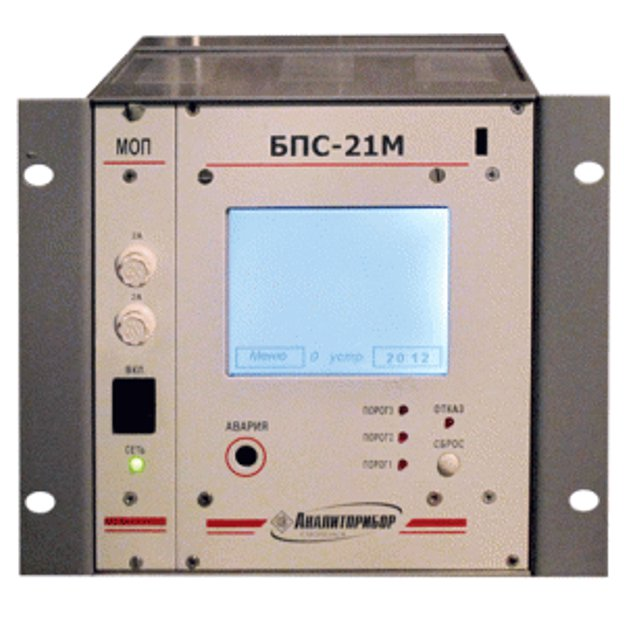 МОП
2А
2А
ВКЛ
СЕТЬ
БПС-21М
Меню 0 устр 20 12
ПОРОГ3
ПОРОГ2
ПОРОГ1
ОТКАЗ
СБРОС
АВАРИЯ
АНАЛИТПРИБОР
СМОЛЕНСК